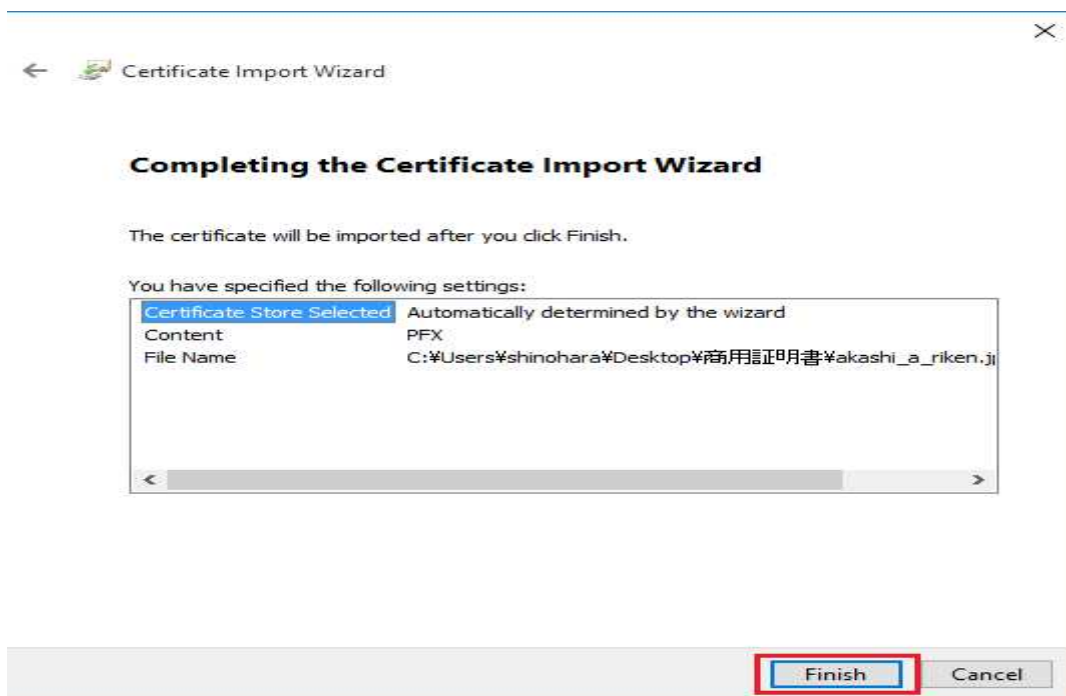 Certificate Import Wizard
Completing the Certificate Import Wizard
The certificate will be imported after you click Finish.
You have specified the following settings:
Certificate Store Selected Automatically determined by the wizard
Content PFX
File Name C:¥Users¥shinohara¥Desktop¥商用証明書¥akashi_a_riken.j
Finish Cancel